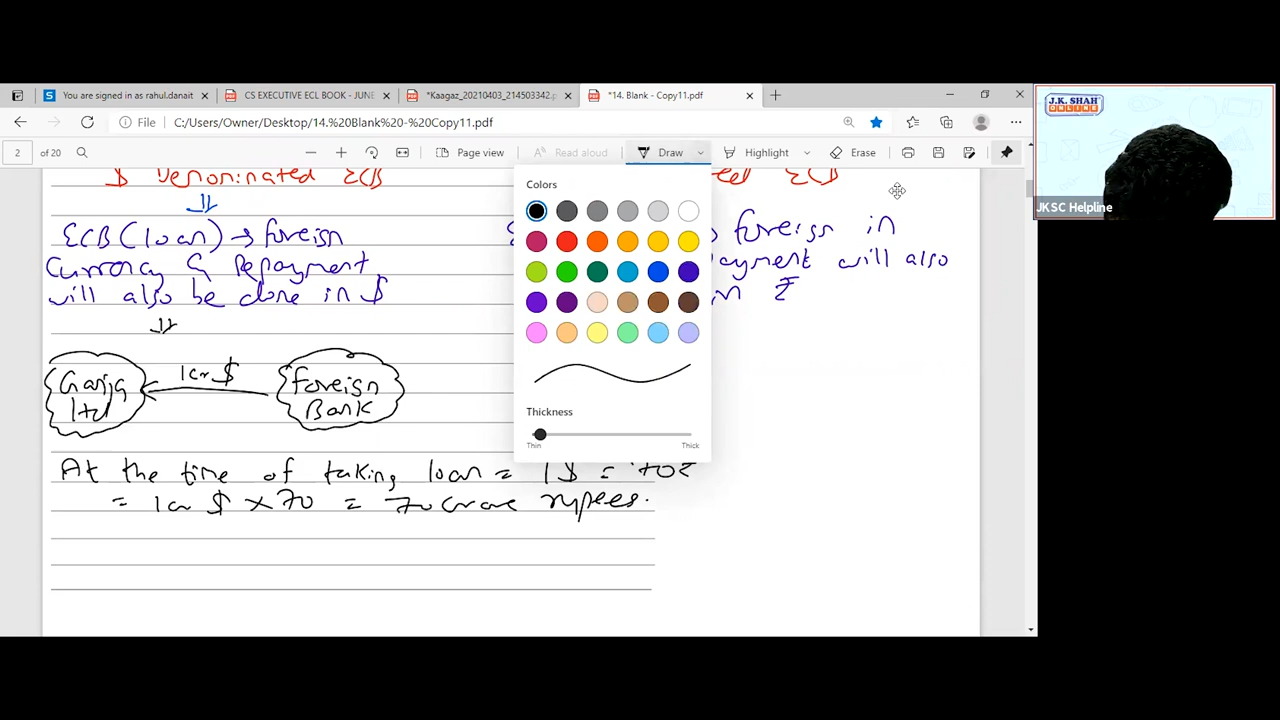 You are signed in as rahul.danait
CS EXECUTIVE ECL BOOK - JUNE
*Kaagaz_20210403_214503342.p
*14. Blank - Copy11.pdf
File
C:/Users/Owner/Desktop/14.%20Blank%20-%20Copy11.pdf
2 of 20
Page view
Read aloud
Draw
Highlight
Erase
J.K. SHAH
ONLINE
JKSC Helpline
$ Denominated ECB
ECB
ECB (loan) → foreign
Currency & Repayment
will also be done in $
foreign in
payment will also
in ₹
Colors
Thickness
Thin
Thick
Ganja
ltd
1cr $
Foreign
Bank
At the time of taking loan = 1$ = 70₹
= 1cr $ x 70 = 70 crore rupees.